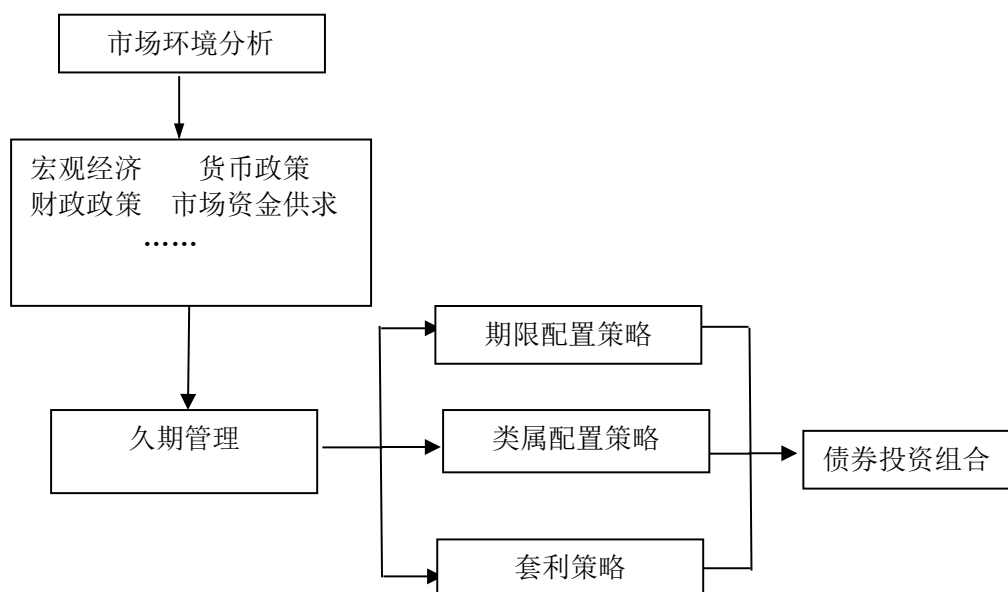 市场环境分析
宏观经济 货币政策
财政政策 市场资金供求
......
期限配置策略
久期管理
类属配置策略
债券投资组合
套利策略